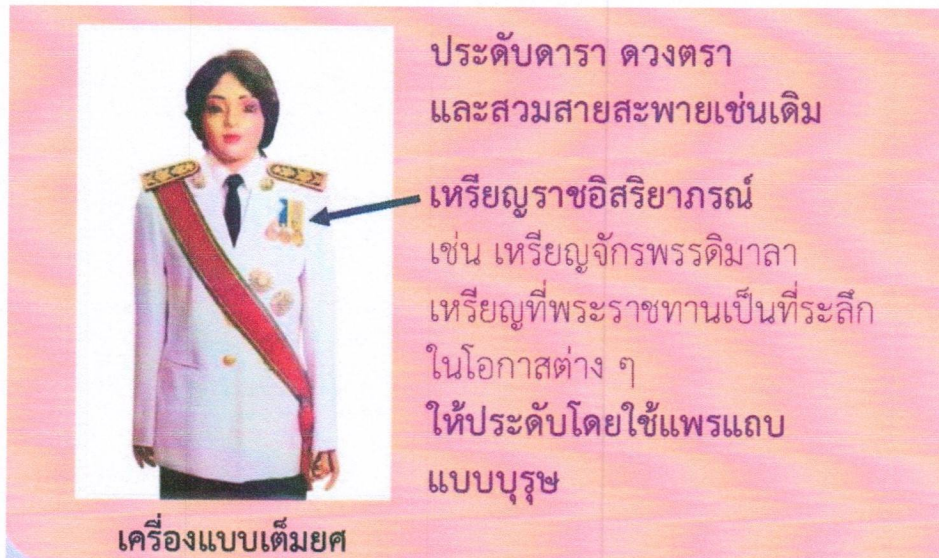 ประดับดารา ดวงตรา
และสวมสายสะพายเช่นเดิม
เหรียญราชอิสริยาภรณ์
เช่น เหรียญจักรพรรดิมาลา
เหรียญที่พระราชทานเป็นที่ระลึก
ในโอกาสต่าง ๆ
ให้ประดับโดยใช้แพรแถบ
แบบบุรุษ
เครื่องแบบเต็มยศ